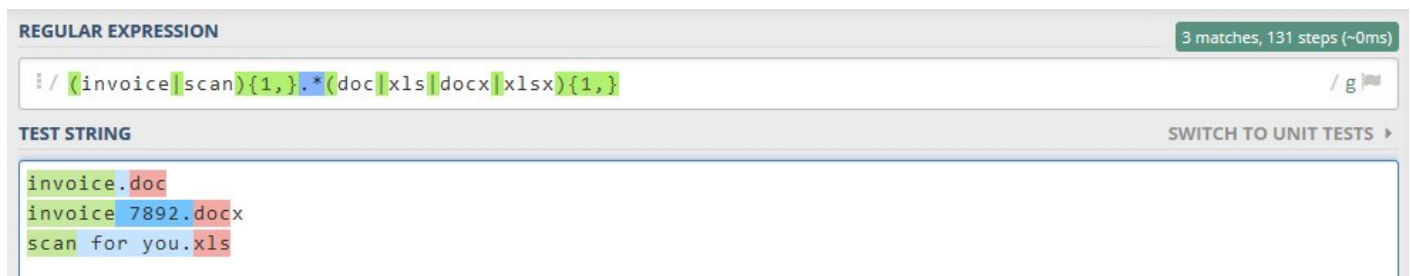 REGULAR EXPRESSION
3 matches, 131 steps (~0ms)
/ (invoice|scan){1,}.*(doc|xls|docx|xlsx){1,} / g
TEST STRING
SWITCH TO UNIT TESTS
invoice.doc
invoice 7892.docx
scan for you.xls